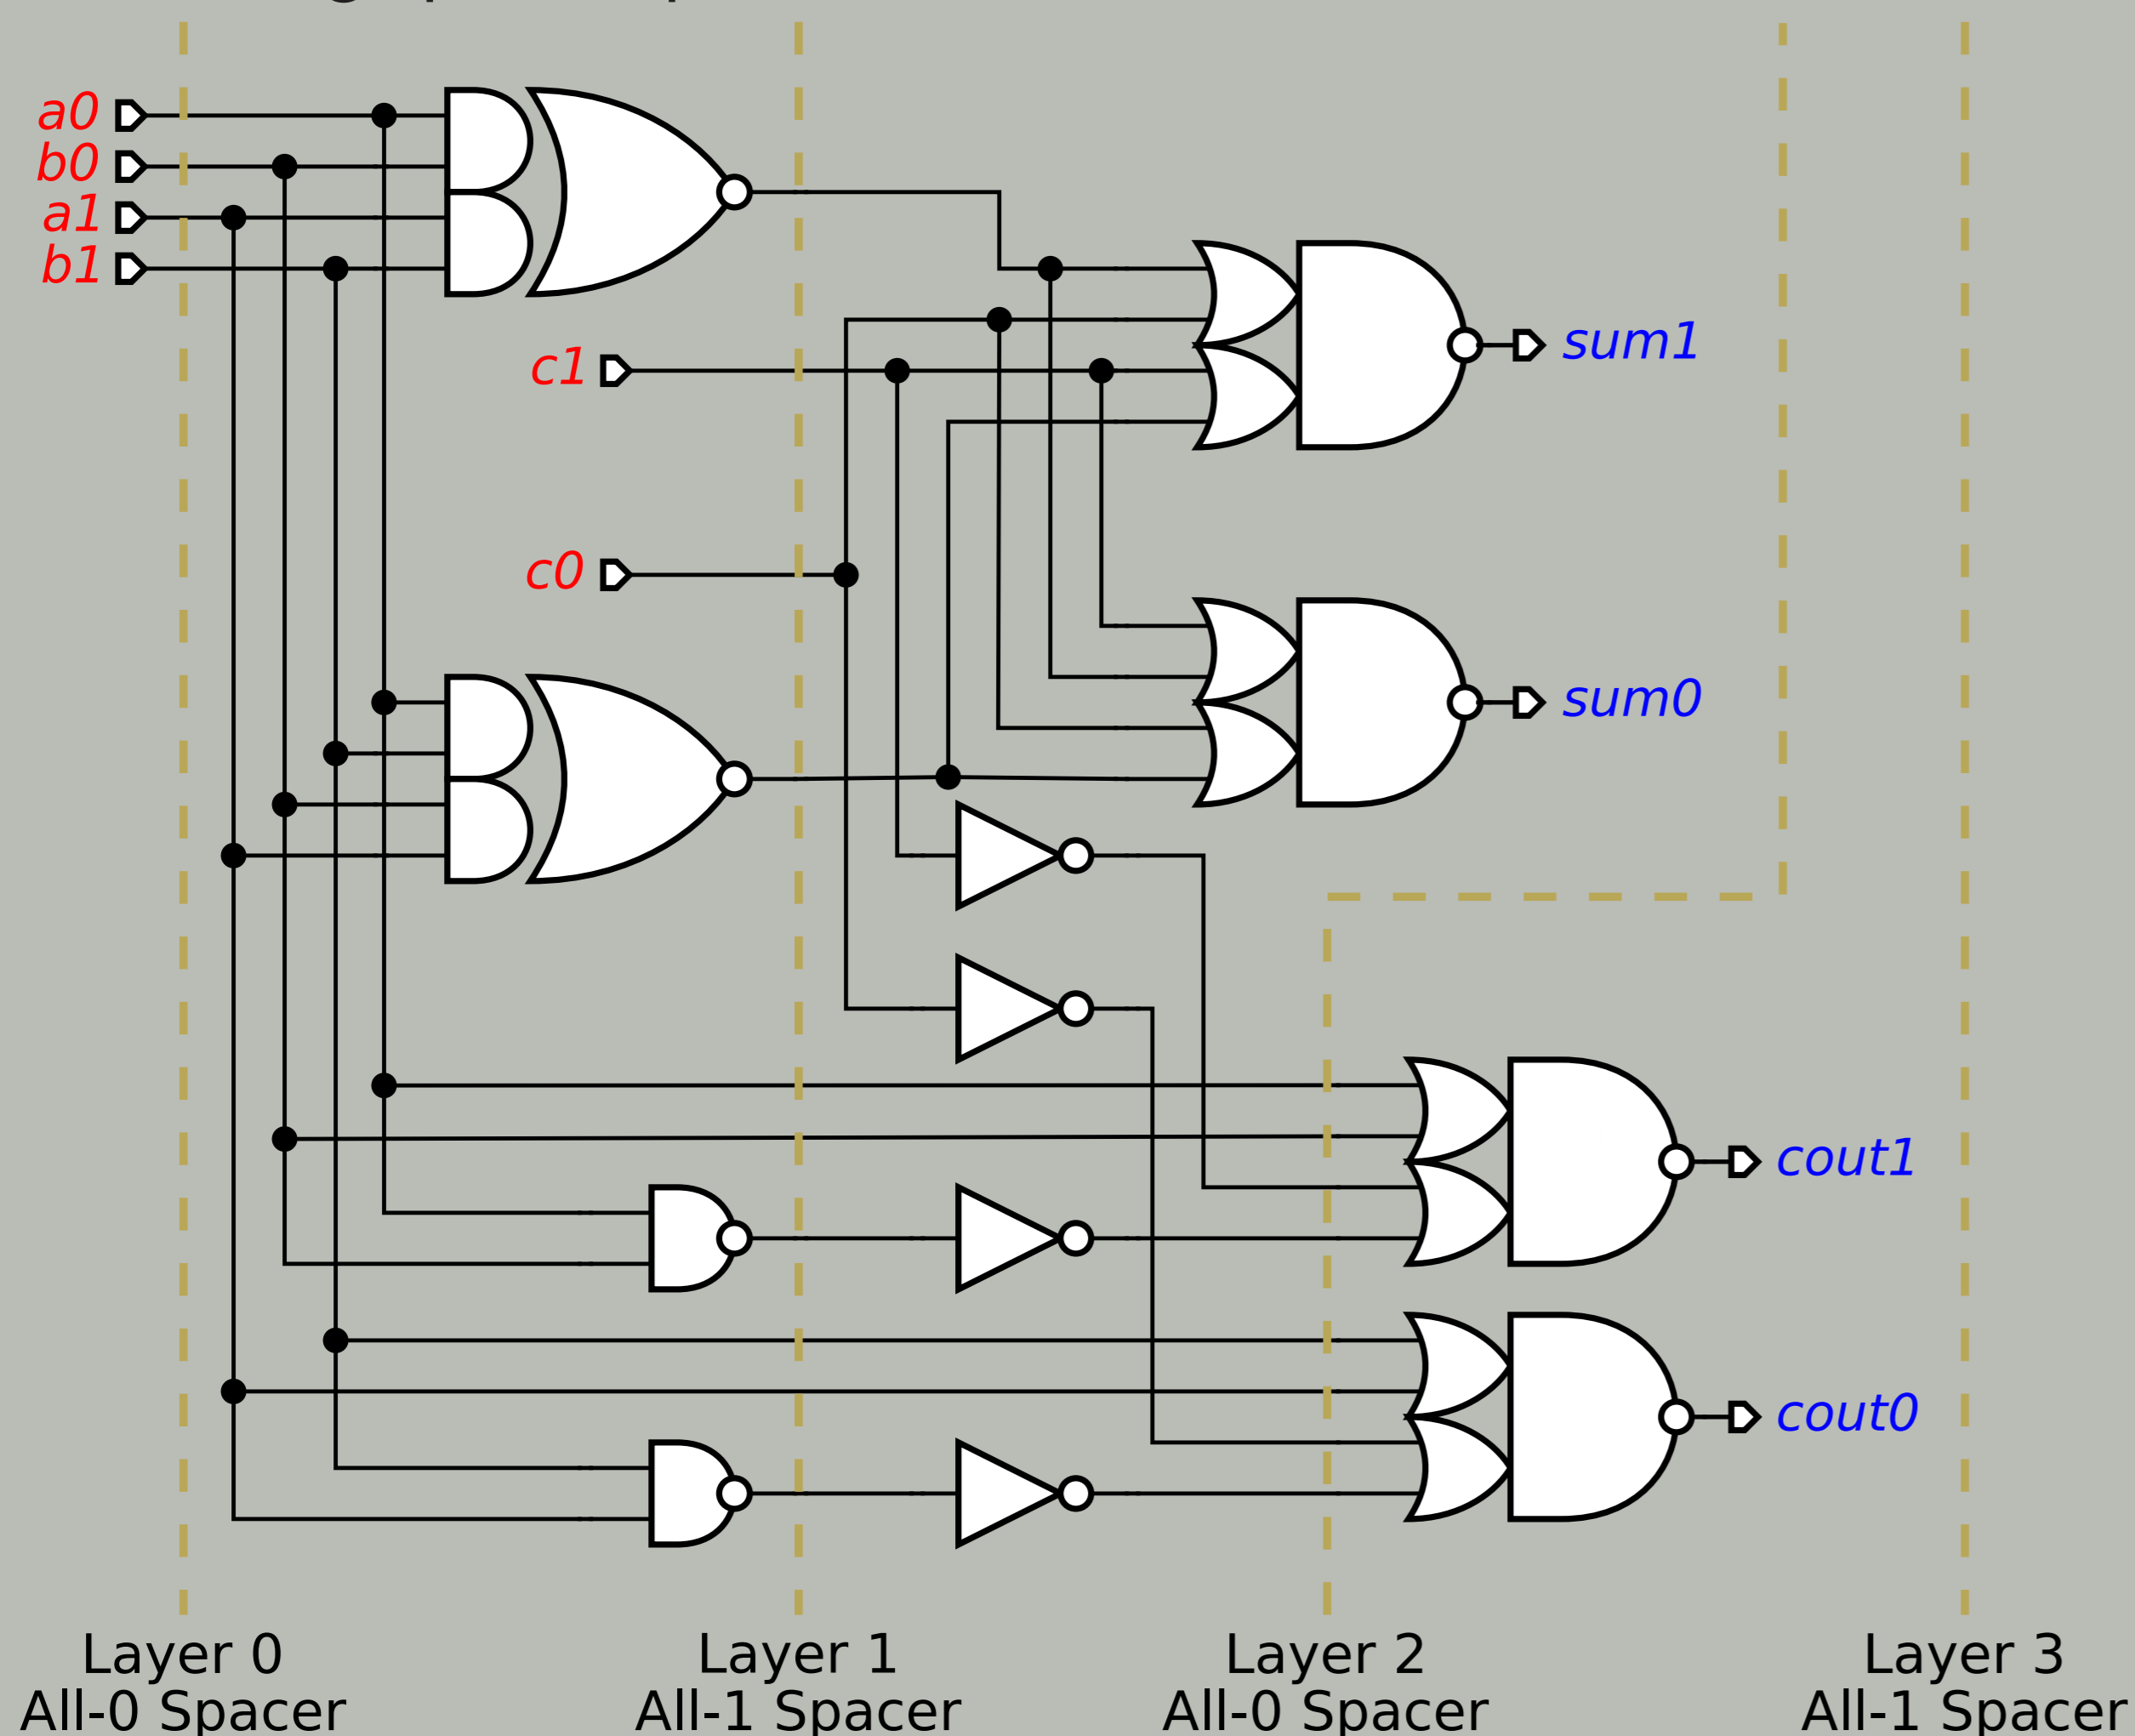 a0
b0
a1
b1
c1
c0
sum1
sum0
cout1
cout0
Layer 0
All-0 Spacer
Layer 1
All-1 Spacer
Layer 2
All-0 Spacer
Layer 3
All-1 Spacer